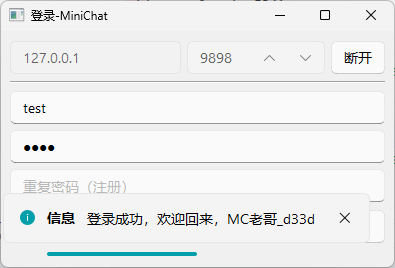 登录-MiniChat
127.0.0.1
9898
断开
test
●●●●
重复密码（注册）
信息 登录成功，欢迎回来，MC老哥_d33d